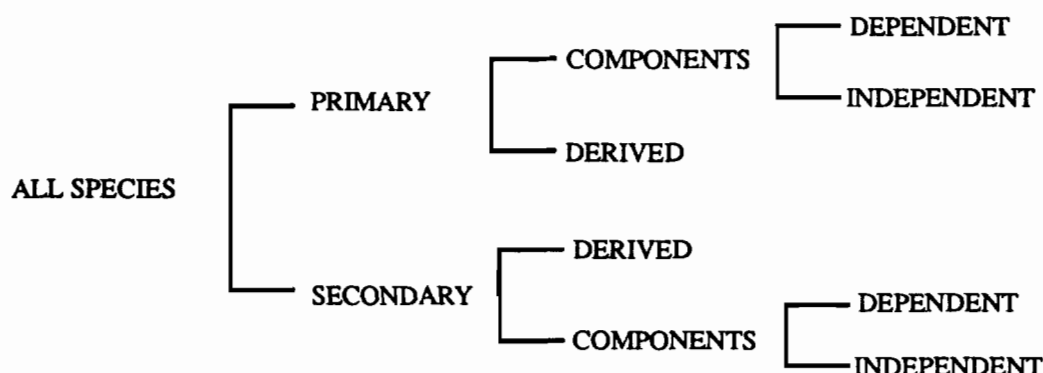 DEPENDENT
COMPONENTS
PRIMARY
INDEPENDENT
DERIVED
ALL SPECIES
DERIVED
SECONDARY
DEPENDENT
COMPONENTS
INDEPENDENT